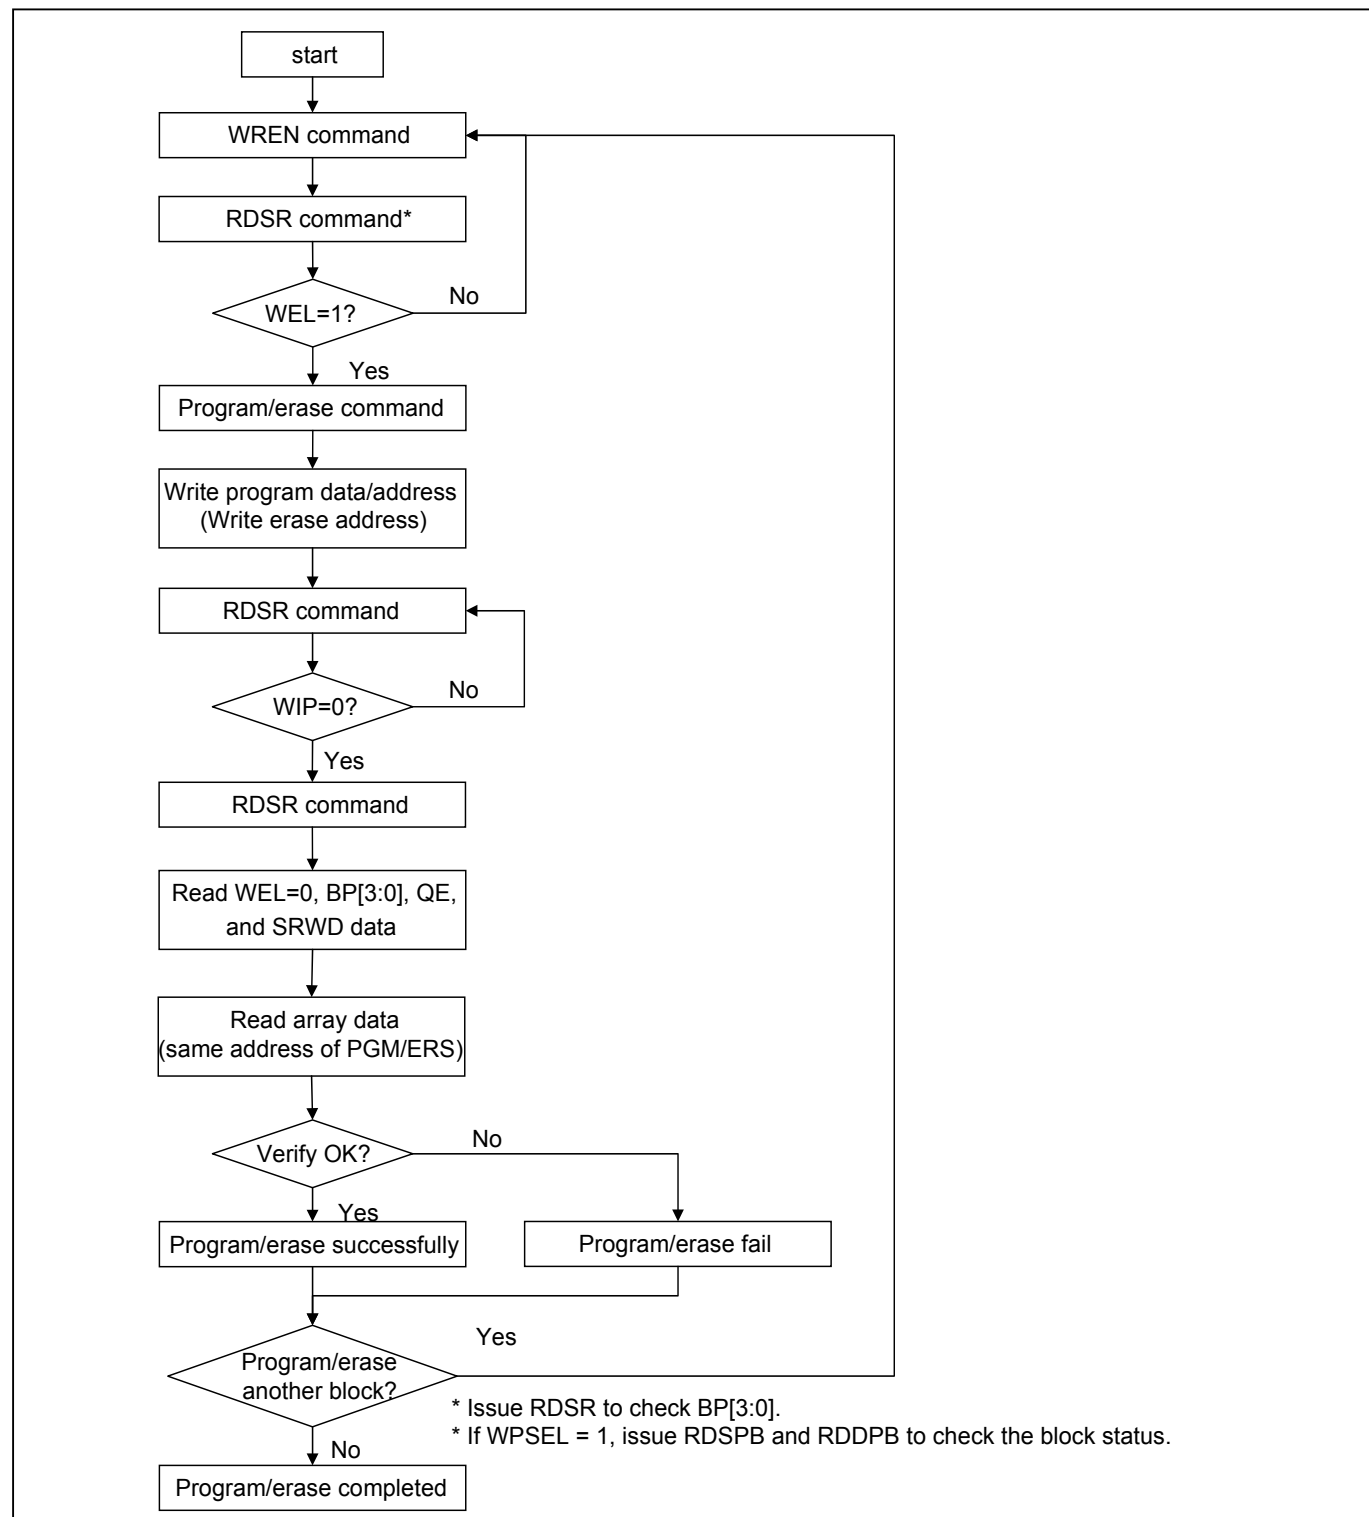 start
WREN command
RDSR command*
WEL=1?
No
Yes
Program/erase command
Write program data/address
(Write erase address)
RDSR command
WIP=0?
No
Yes
RDSR command
Read WEL=0, BP[3:0], QE,
and SRWD data
Read array data
(same address of PGM/ERS)
Verify OK?
No
Yes
Program/erase successfully
Program/erase fail
Yes
Program/erase
another block?
* Issue RDSR to check BP[3:0].
* If WPSEL = 1, issue RDSPB and RDDPB to check the block status.
No
Program/erase completed